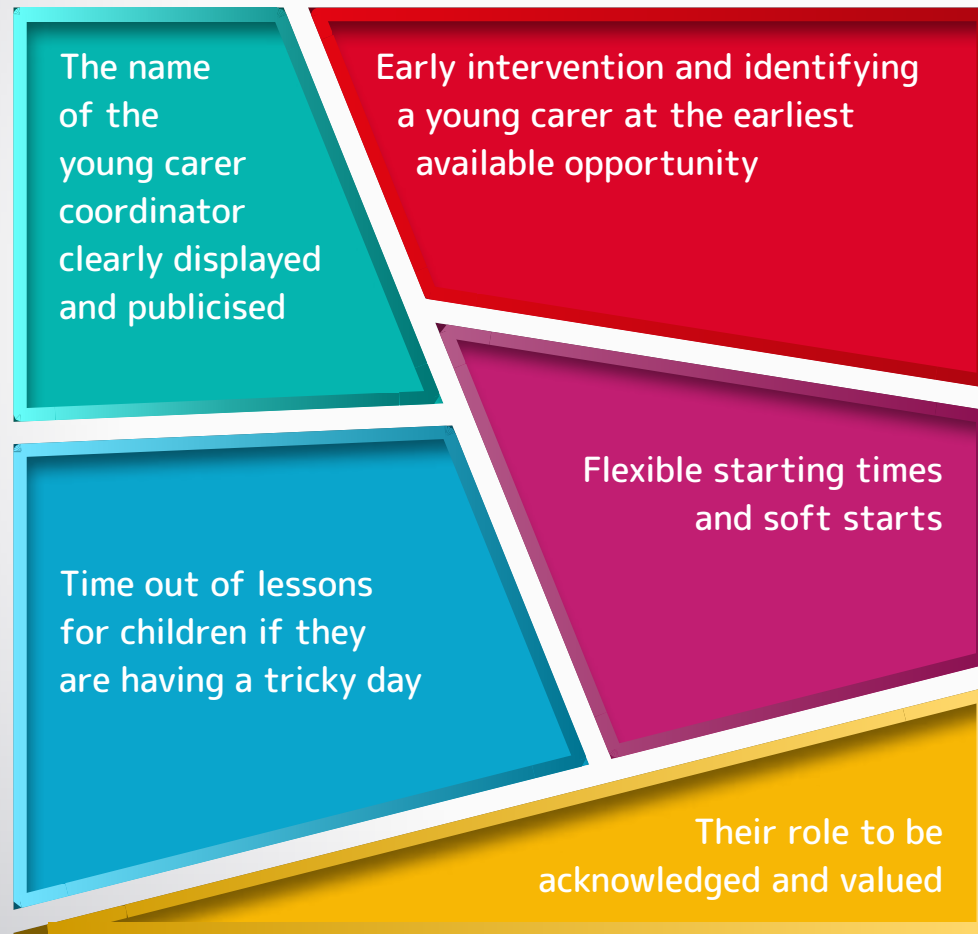 The name
of the
young carer
coordinator
clearly displayed
and publicised
Early intervention and identifying
a young carer at the earliest
available opportunity
Flexible starting times
and soft starts
Time out of lessons
for children if they
are having a tricky day
Their role to be
acknowledged and valued